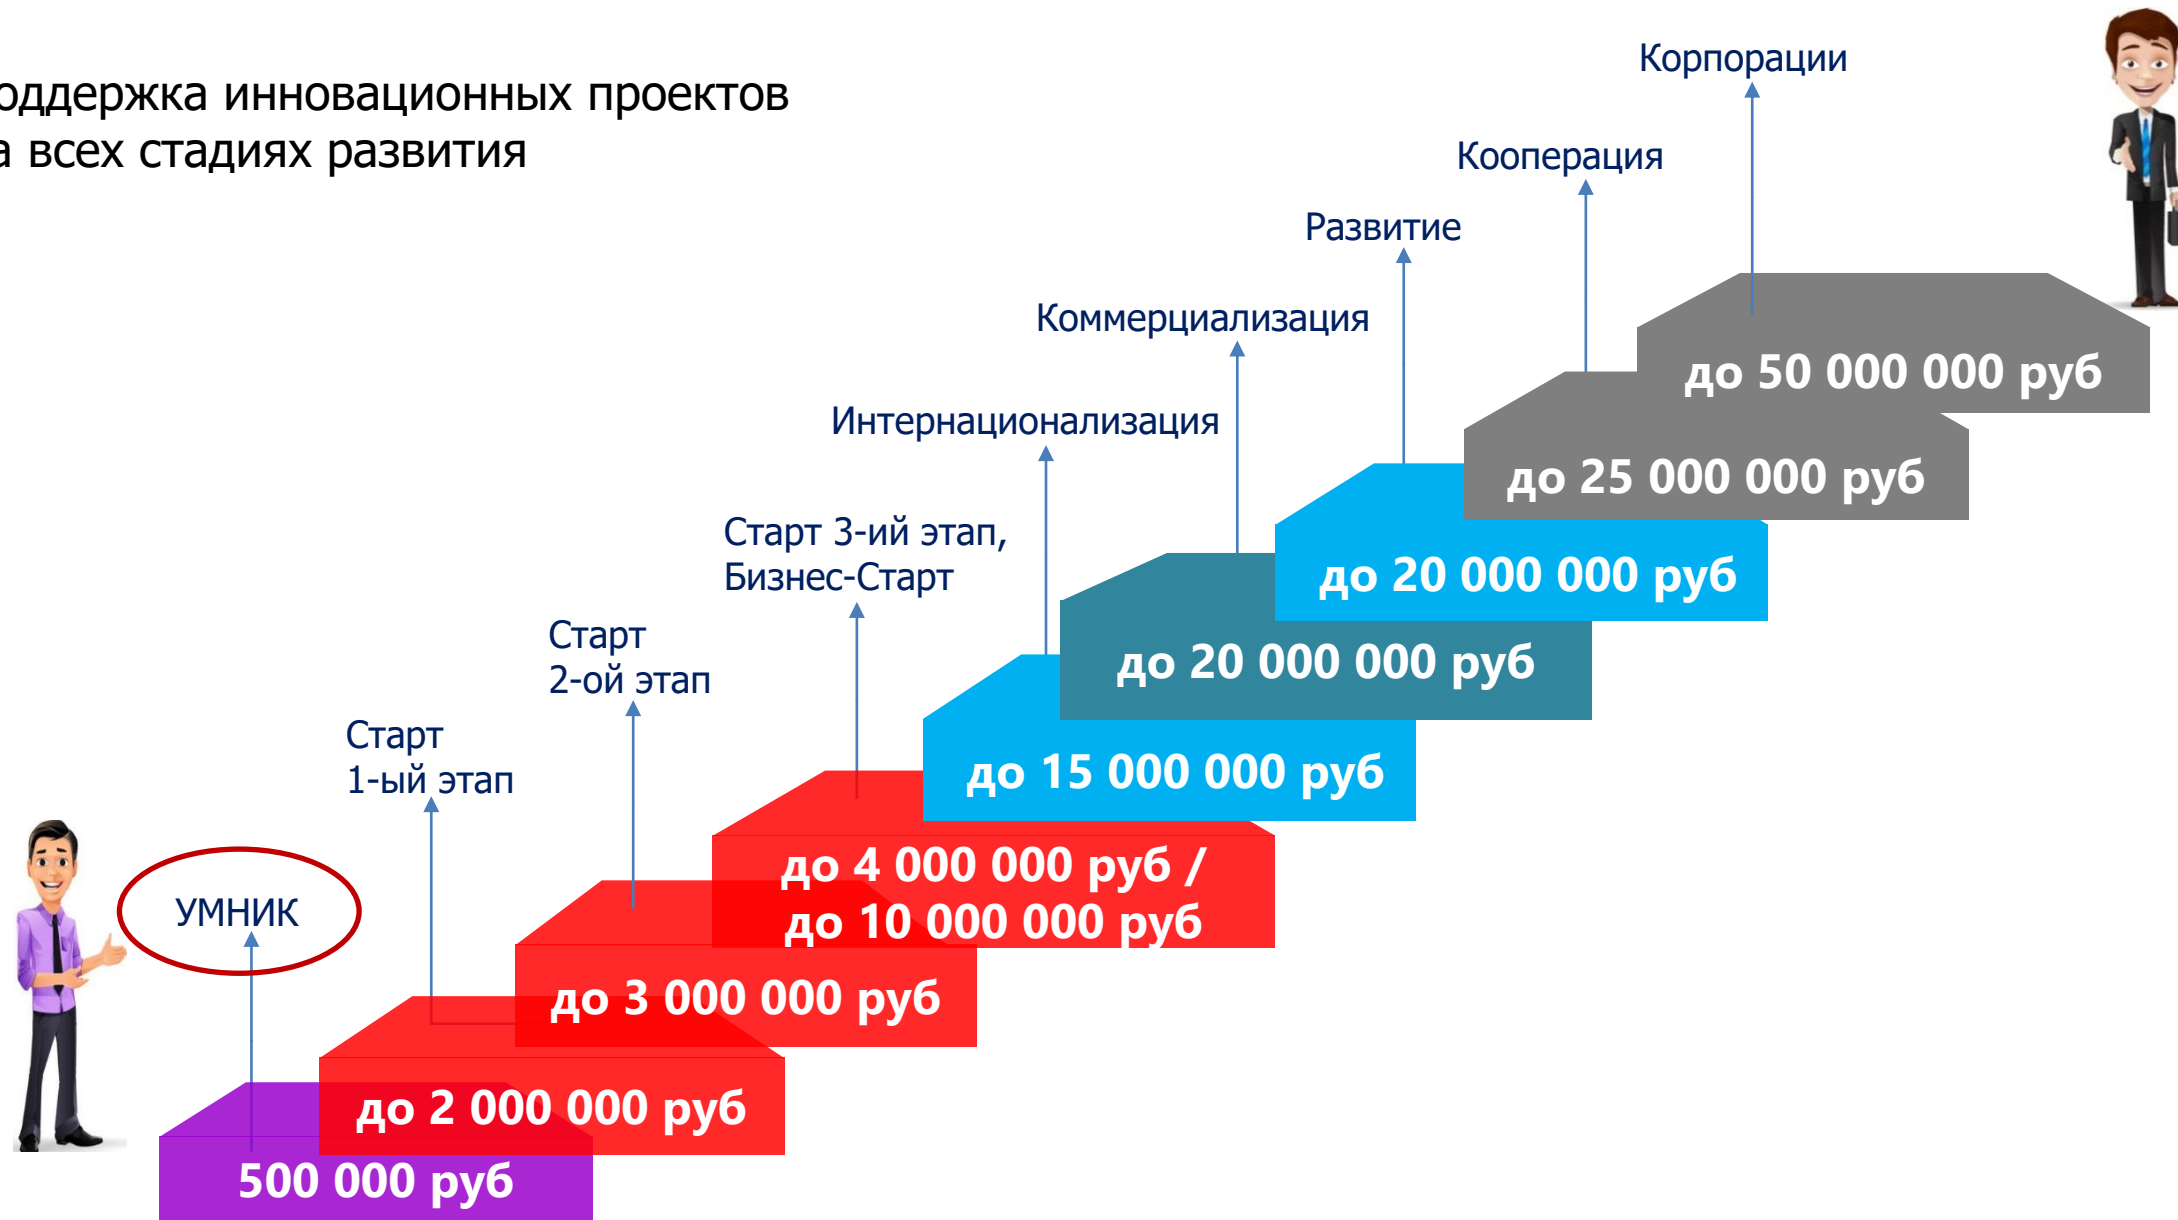 оддержка инновационных проектов
а всех стадиях развития
Корпорации
Кооперация
Развитие
Коммерциализация
Интернационализация
Старт 3-ий этап,
Бизнес-Старт
Старт
2-ой этап
Старт
1-ый этап
УМНИК
до 50 000 000 руб
до 25 000 000 руб
до 20 000 000 руб
до 20 000 000 руб
до 15 000 000 руб
до 4 000 000 руб /
до 10 000 000 руб
до 3 000 000 руб
до 2 000 000 руб
500 000 руб